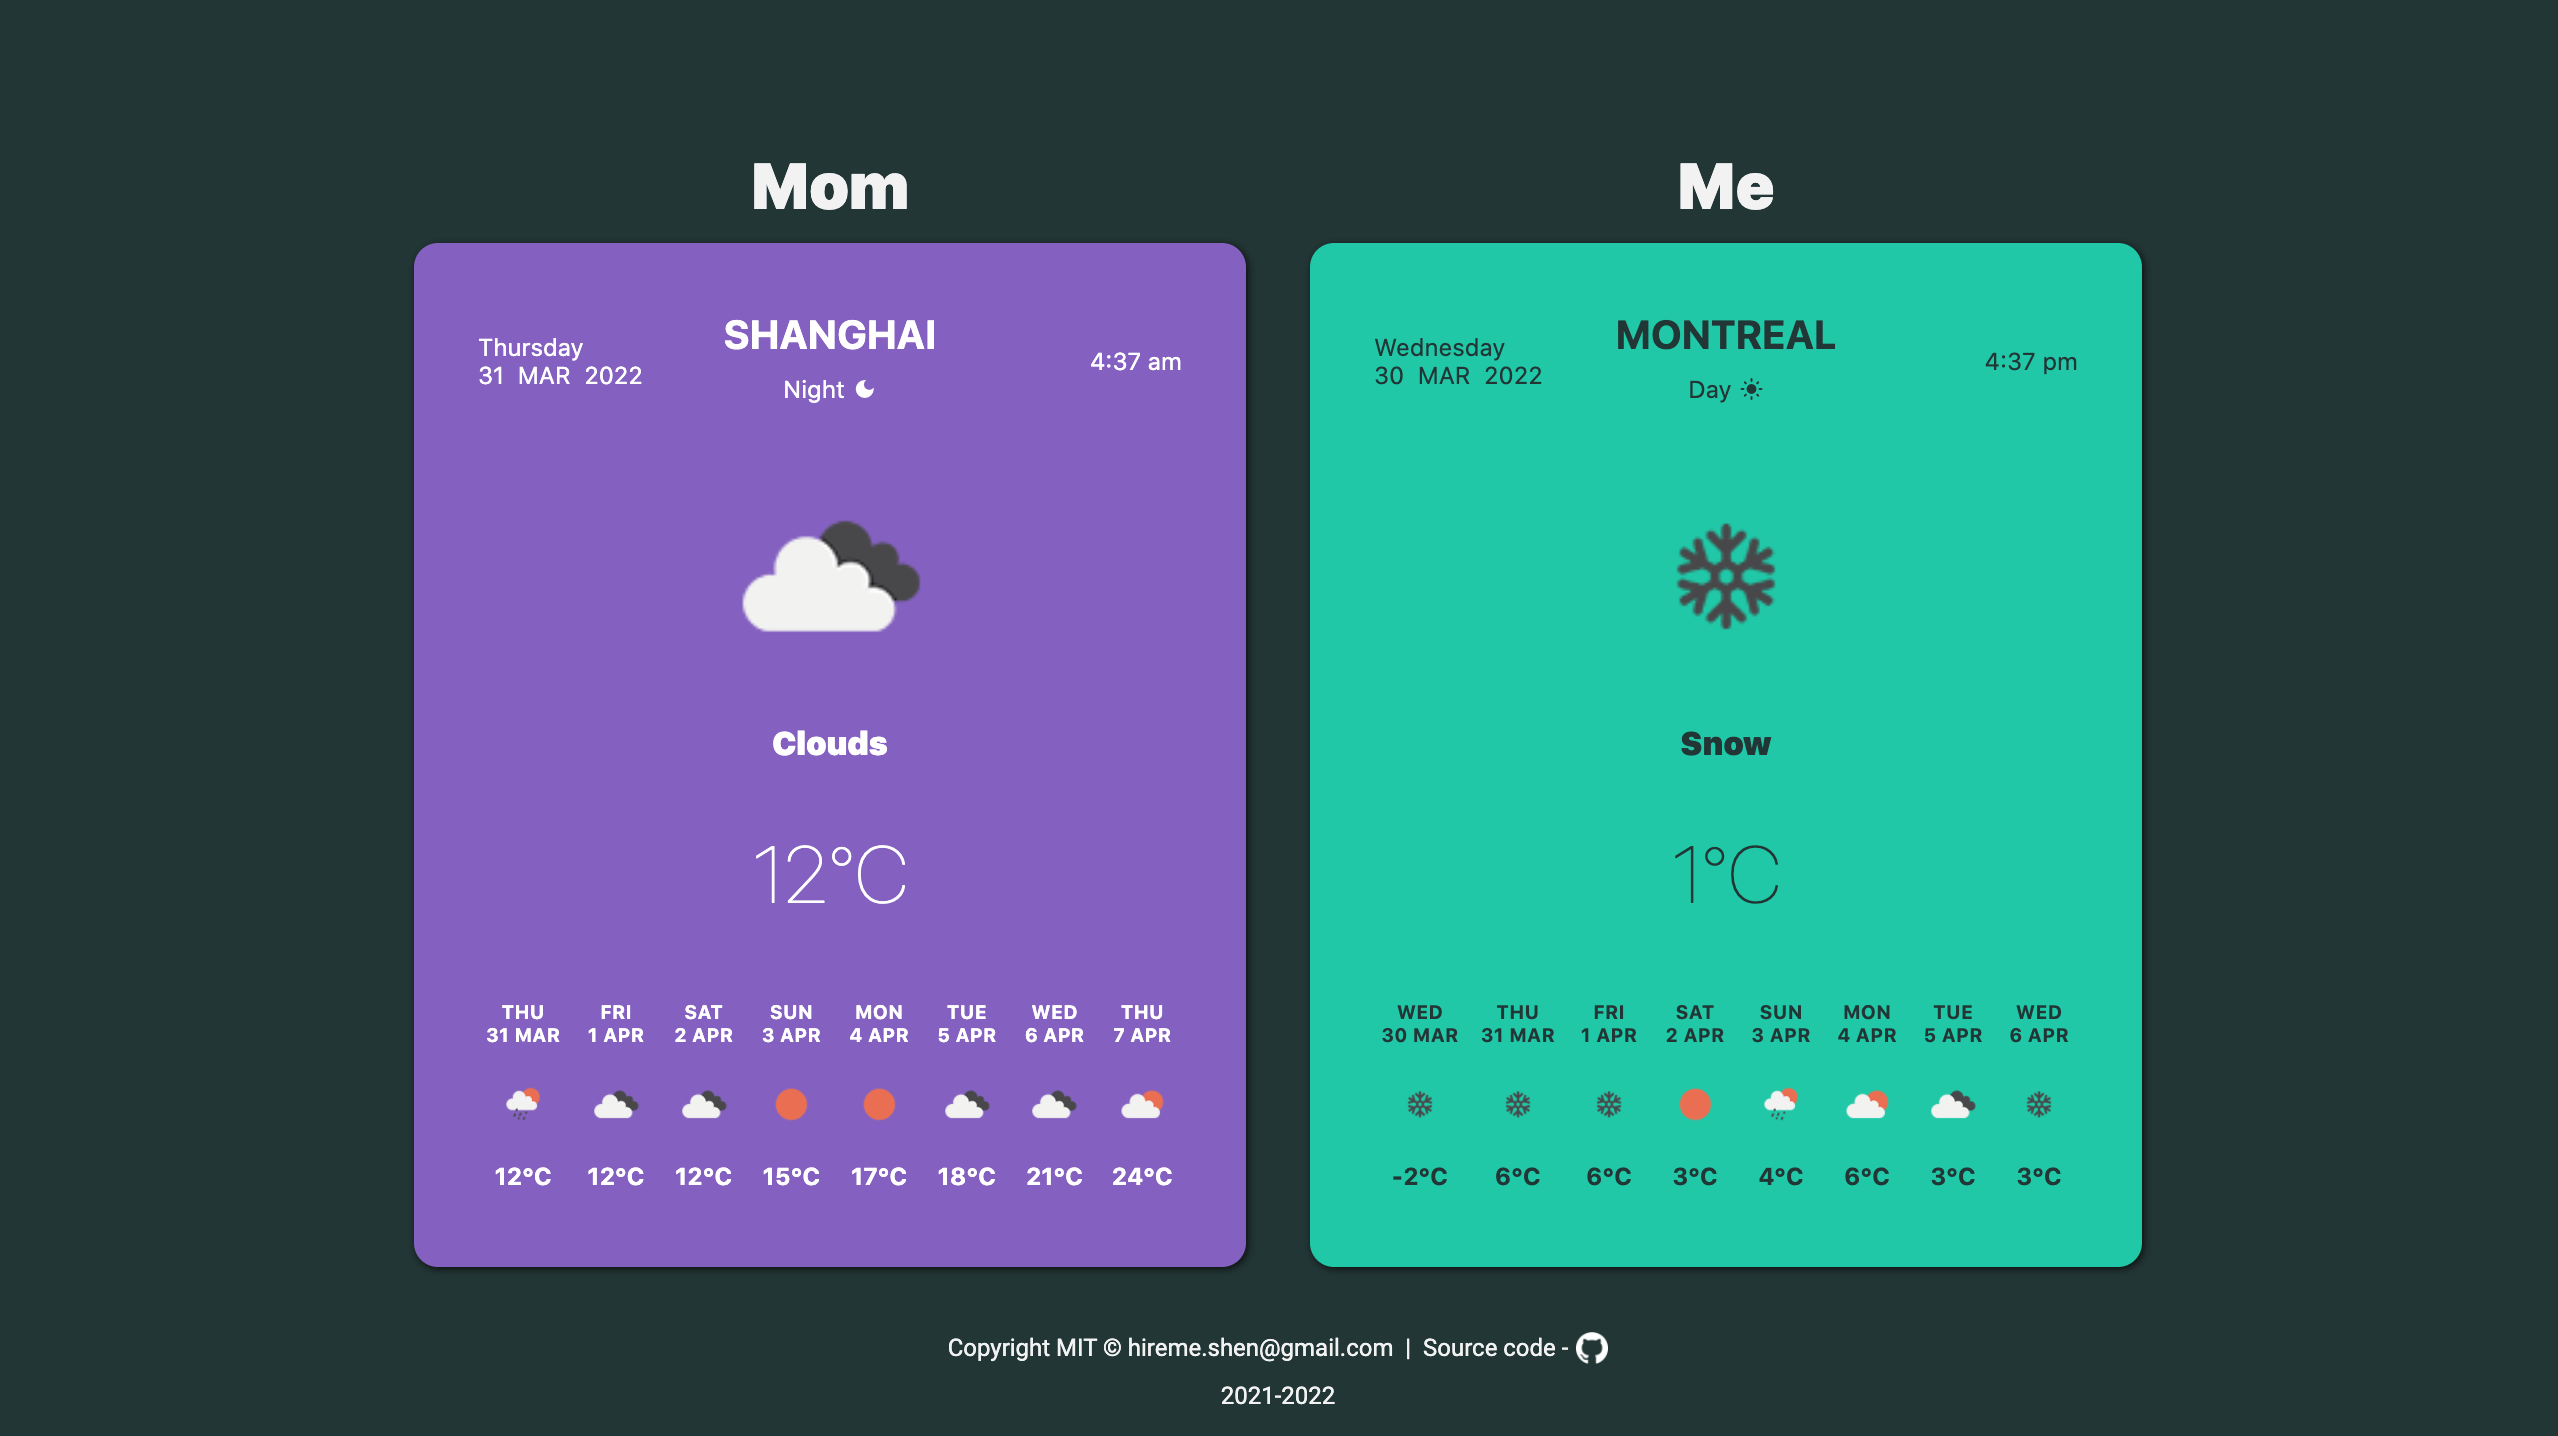 Mom
Thursday
31 MAR 2022
SHANGHAI
Night
4:37 am
Clouds
12°C
THU FRI SAT SUN MON TUE WED THU
31 MAR 1 APR 2 APR 3 APR 4 APR 5 APR 6 APR 7 APR
12°C 12°C 12°C 15°C 17°C 18°C 21°C 24°C
Me
Wednesday
30 MAR 2022
MONTREAL
Day
4:37 pm
Snow
1°C
WED THU FRI SAT SUN MON TUE WED
30 MAR 31 MAR 1 APR 2 APR 3 APR 4 APR 5 APR 6 APR
-2°C 6°C 6°C 3°C 4°C 6°C 3°C 3°C
Copyright MIT © hireme.shen@gmail.com | Source code -
2021-2022